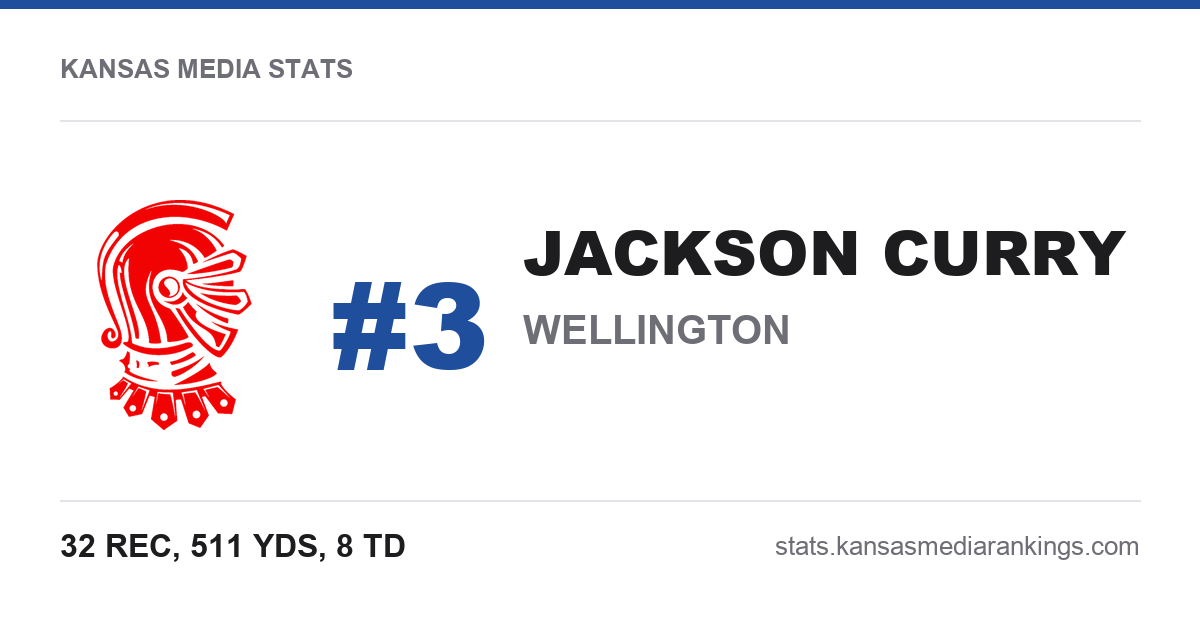 KANSAS MEDIA STATS
#3
JACKSON CURRY
WELLINGTON
32 REC, 511 YDS, 8 TD
stats.kansasmediarankings.com